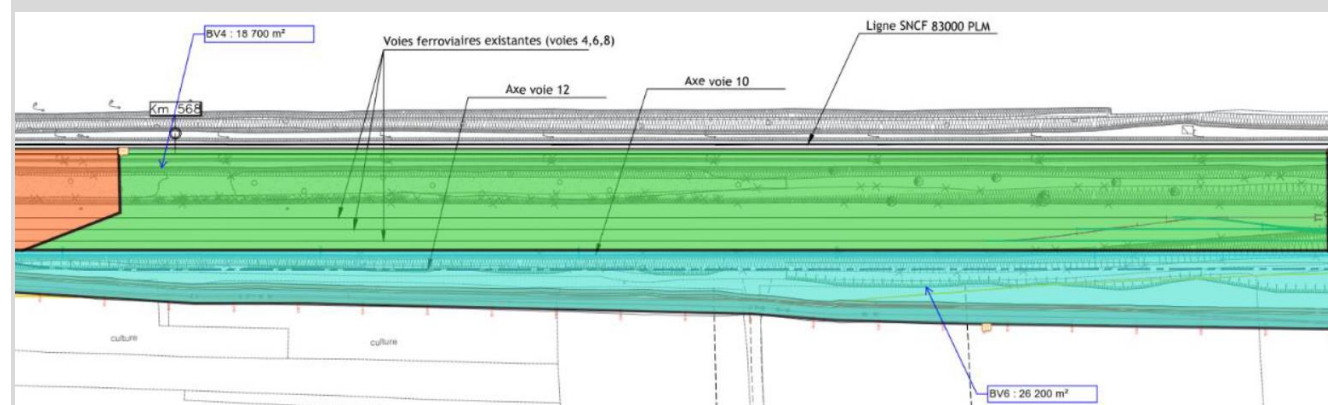 Ligne SNCF 83000 PLM
BV4 : 18 700 m²
Voies ferroviaires existantes (voies 4,6,8)
Axe voie 10
Axe voie 12
Km 568
culture
culture
BV6 : 26 200 m²